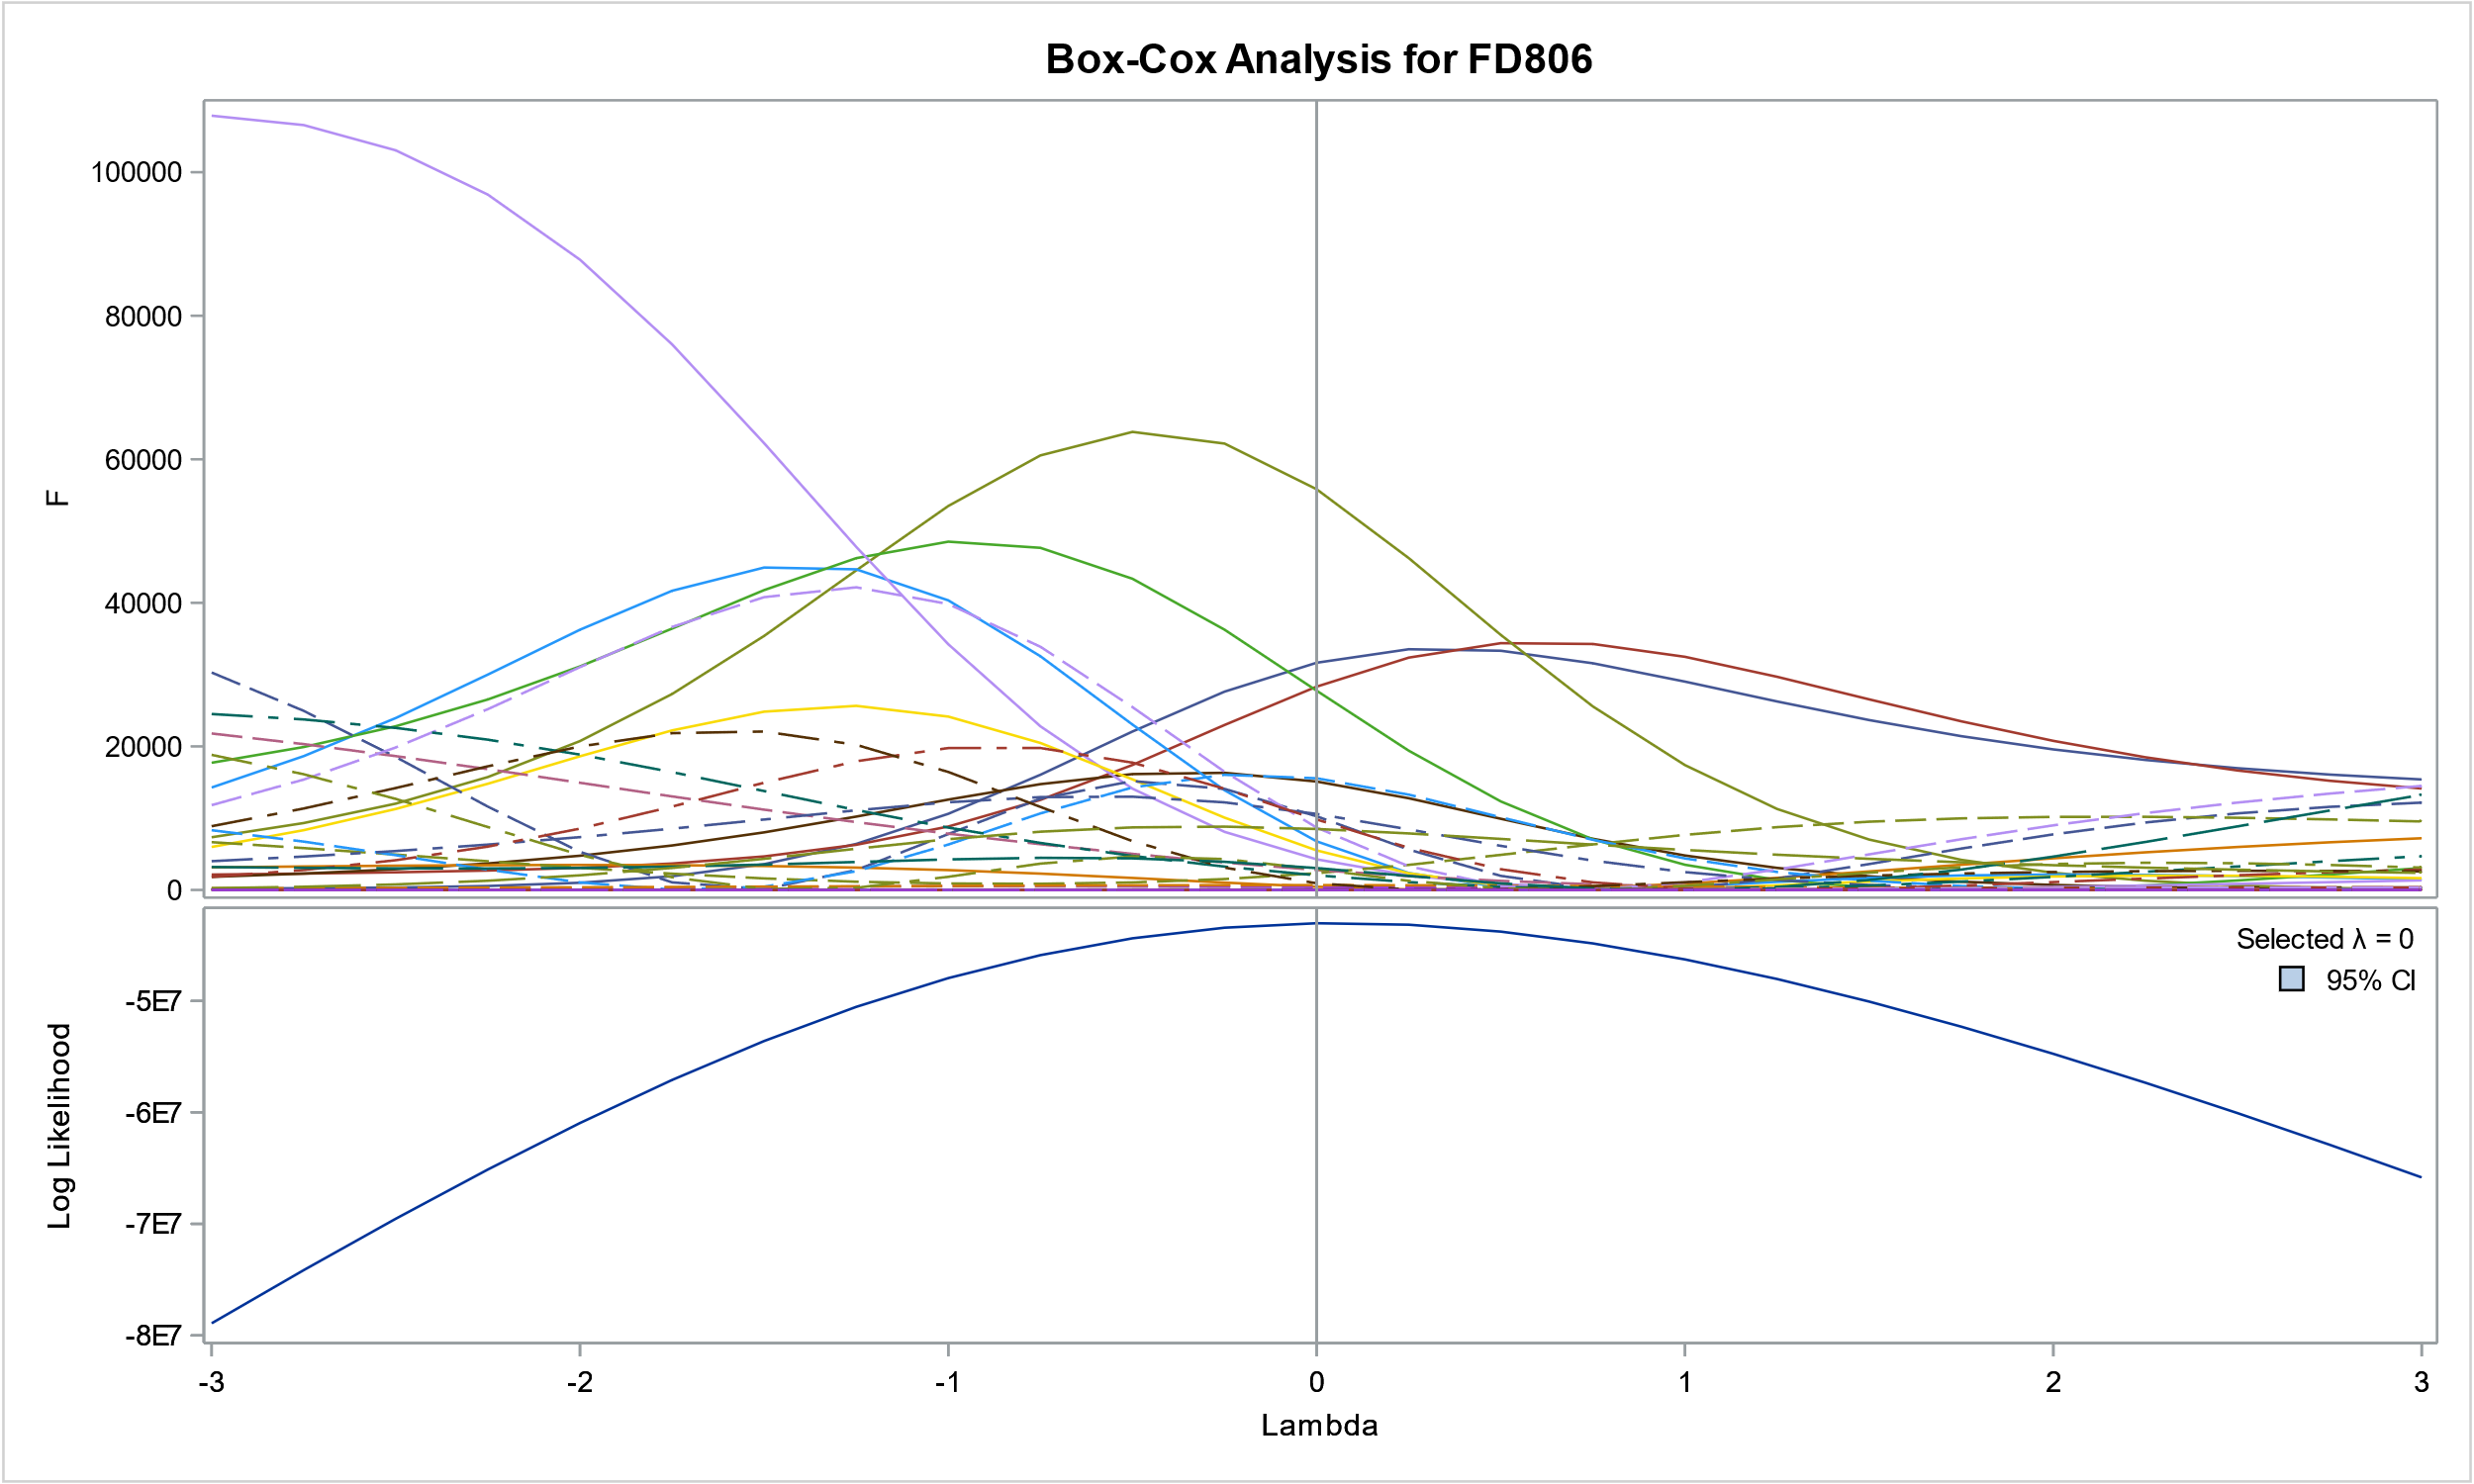 Box-Cox Analysis for FD806
F
100000
80000
60000
40000
20000
0
Selected λ = 0
95% CI
Log Likelihood
-5E7
-6E7
-7E7
-8E7
-3 -2 -1 0 1 2 3
Lambda